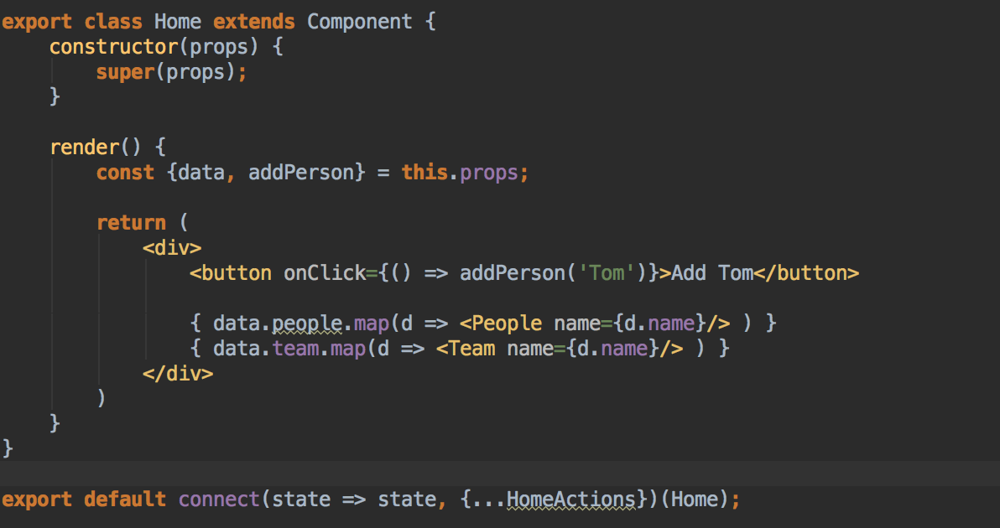 export class Home extends Component {
    constructor(props) {
        super(props);
    }

    render() {
        const {data, addPerson} = this.props;

        return (
            <div>
                <button onClick={() => addPerson('Tom')}>Add Tom</button>

                { data.people.map(d => <People name={d.name}/> ) }
                { data.team.map(d => <Team name={d.name}/> ) }
            </div>
        )
    }
}

export default connect(state => state, {...HomeActions})(Home);